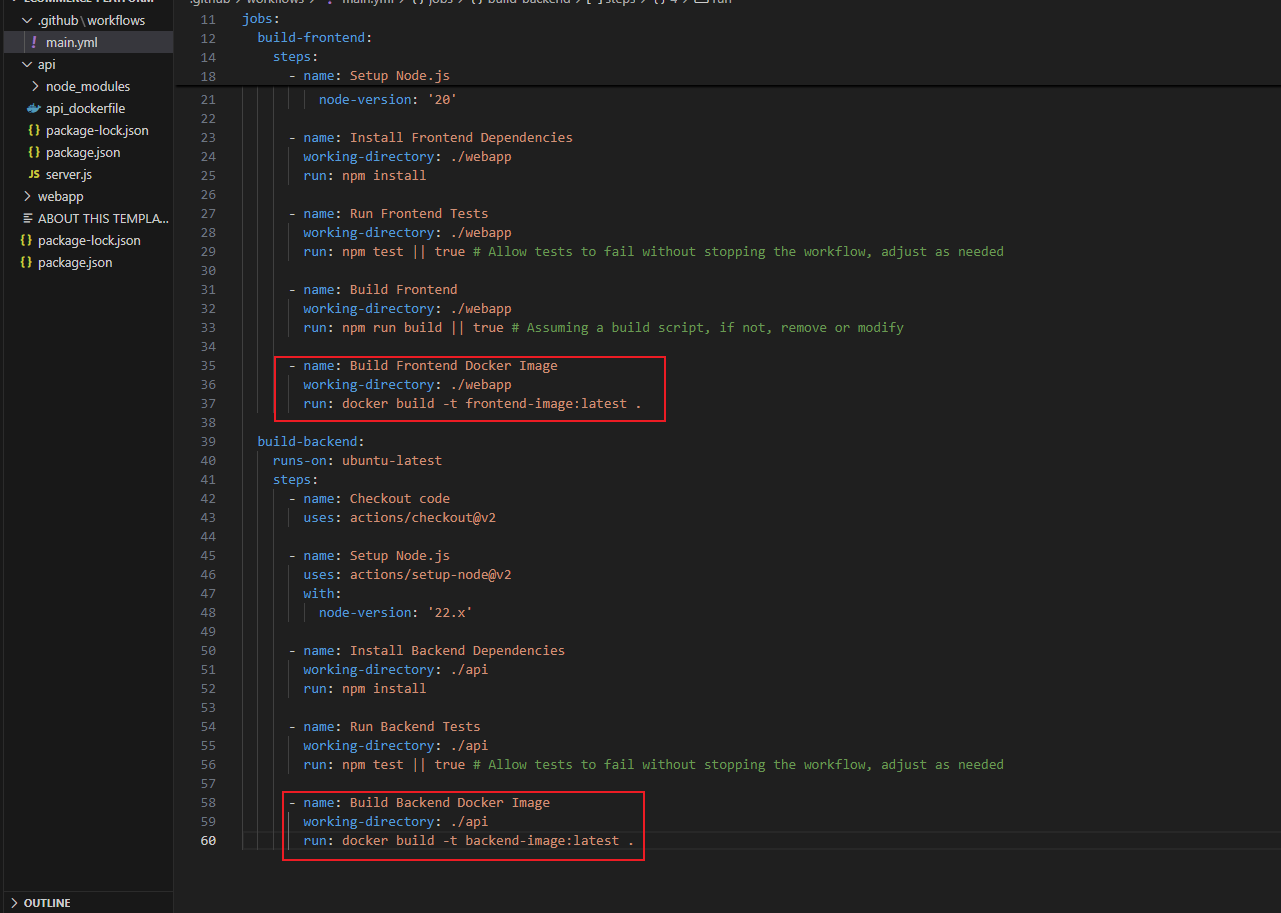 .github\workflows
main.yml
api
node_modules
api_dockerfile
package-lock.json
package.json
JS server.js
webapp
ABOUT THIS TEMPLA...
package-lock.json
package.json
OUTLINE
11 jobs:
12 build-frontend:
14 steps:
18 - name: Setup Node.js
21 node-version: '20'
22
23 - name: Install Frontend Dependencies
24 working-directory: ./webapp
25 run: npm install
26
27 - name: Run Frontend Tests
28 working-directory: ./webapp
29 run: npm test || true # Allow tests to fail without stopping the workflow, adjust as needed
30
31 - name: Build Frontend
32 working-directory: ./webapp
33 run: npm run build || true # Assuming a build script, if not, remove or modify
34
35 - name: Build Frontend Docker Image
36 working-directory: ./webapp
37 run: docker build -t frontend-image:latest .
38
39 build-backend:
40 runs-on: ubuntu-latest
41 steps:
42 - name: Checkout code
43 uses: actions/checkout@v2
44
45 - name: Setup Node.js
46 uses: actions/setup-node@v2
47 with:
48 node-version: '22.x'
49
50 - name: Install Backend Dependencies
51 working-directory: ./api
52 run: npm install
53
54 - name: Run Backend Tests
55 working-directory: ./api
56 run: npm test || true # Allow tests to fail without stopping the workflow, adjust as needed
57
58 - name: Build Backend Docker Image
59 working-directory: ./api
60 run: docker build -t backend-image:latest .